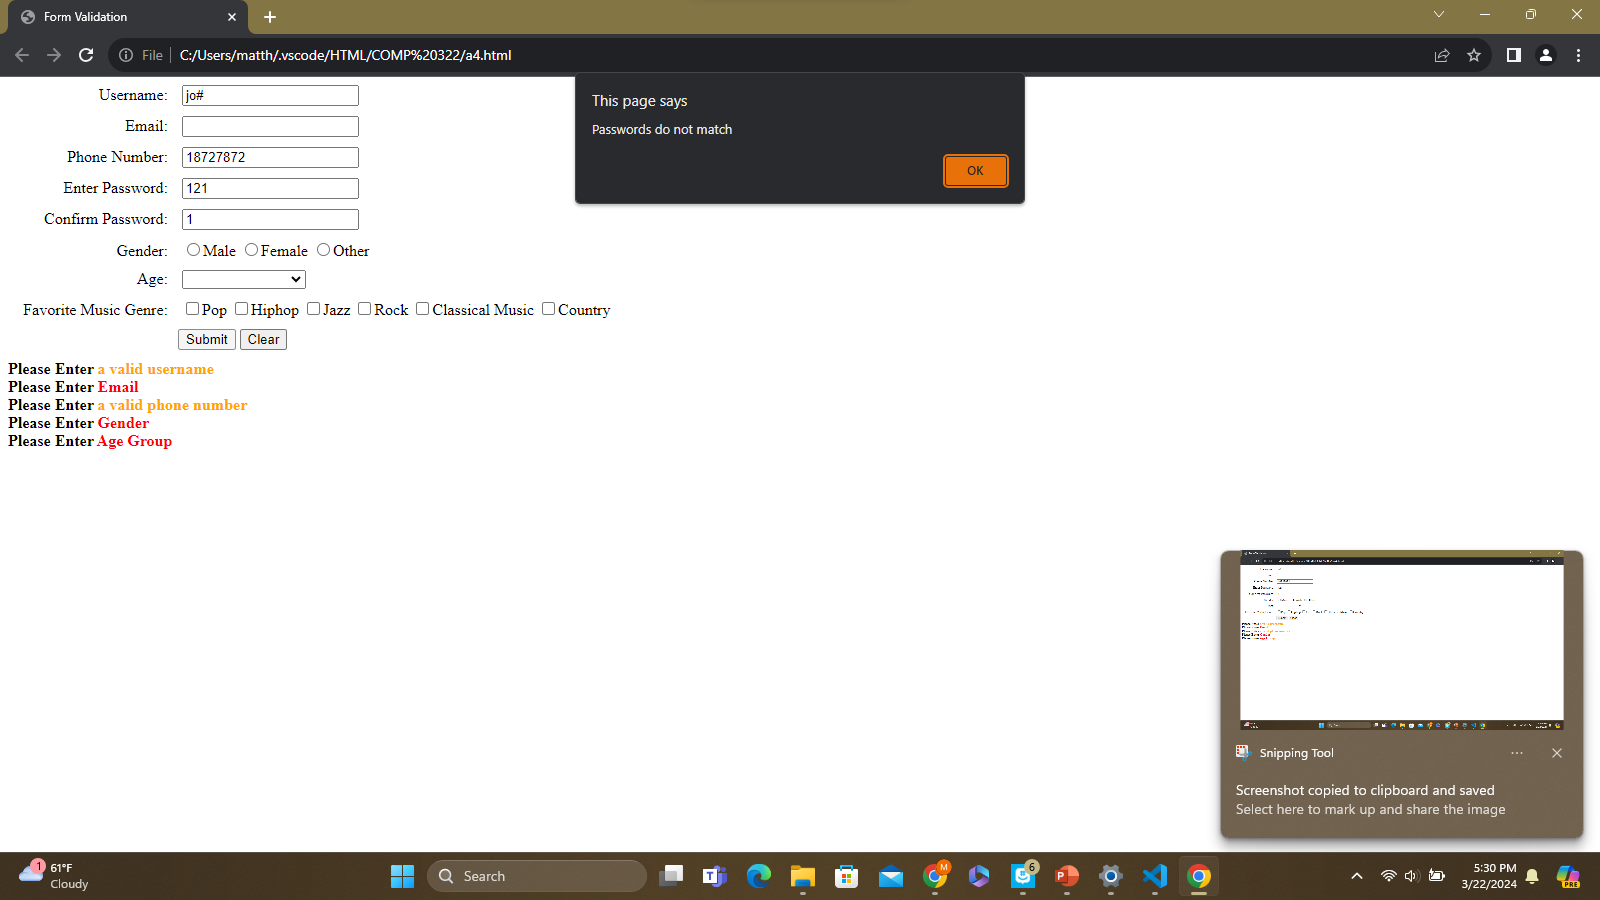 Form Validation
File
C:/Users/matth/.vscode/HTML/COMP%20322/a4.html
This page says
Passwords do not match
OK
Username: jo#
Email:
Phone Number: 18727872
Enter Password: 121
Confirm Password: 1
Gender: Male Female Other
Age:
Favorite Music Genre: Pop Hiphop Jazz Rock Classical Music Country
Submit Clear
Please Enter a valid username
Please Enter Email
Please Enter a valid phone number
Please Enter Gender
Please Enter Age Group
Snipping Tool
Screenshot copied to clipboard and saved
Select here to mark up and share the image
1
61°F
Cloudy
Search
T
M
6
P
5:30 PM
3/22/2024
PRE